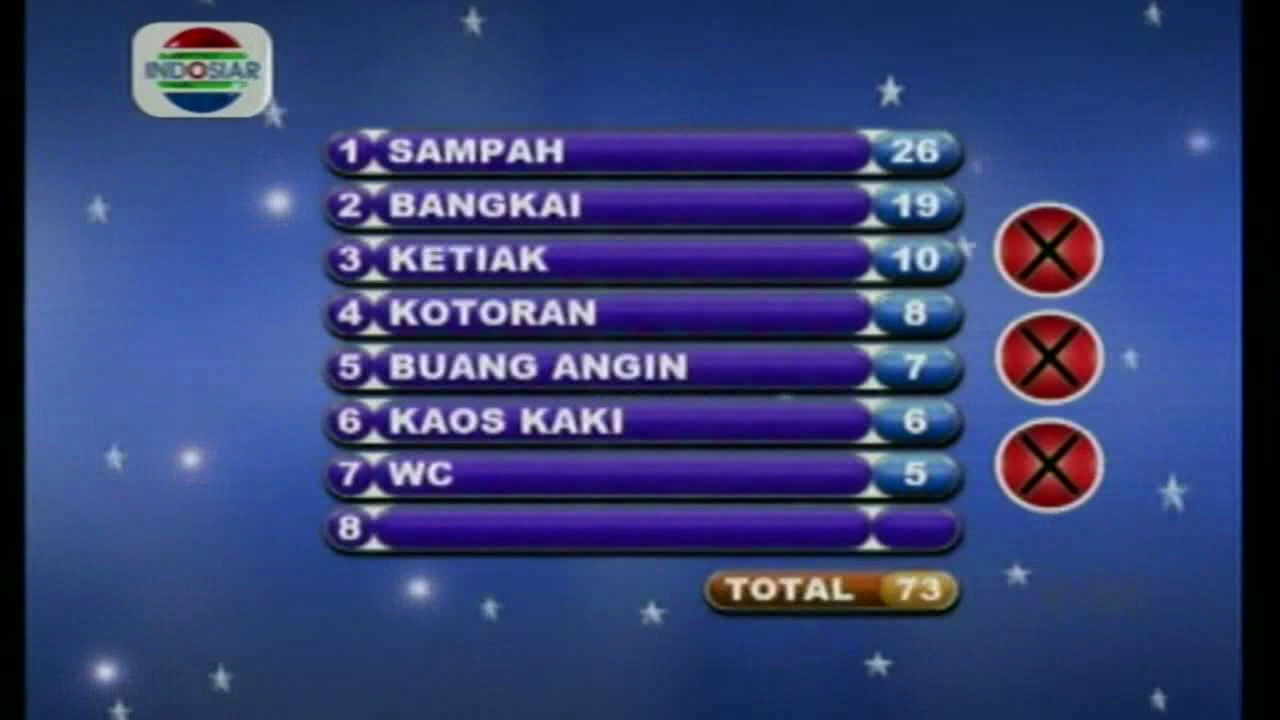 INDOSIAR
1 SAMPAH 26
2 BANGKAI 19
3 KETIAK 10
4 KOTORAN 8
5 BUANG ANGIN 7
6 KAOS KAKI 6
7 WC 5
8
TOTAL 73